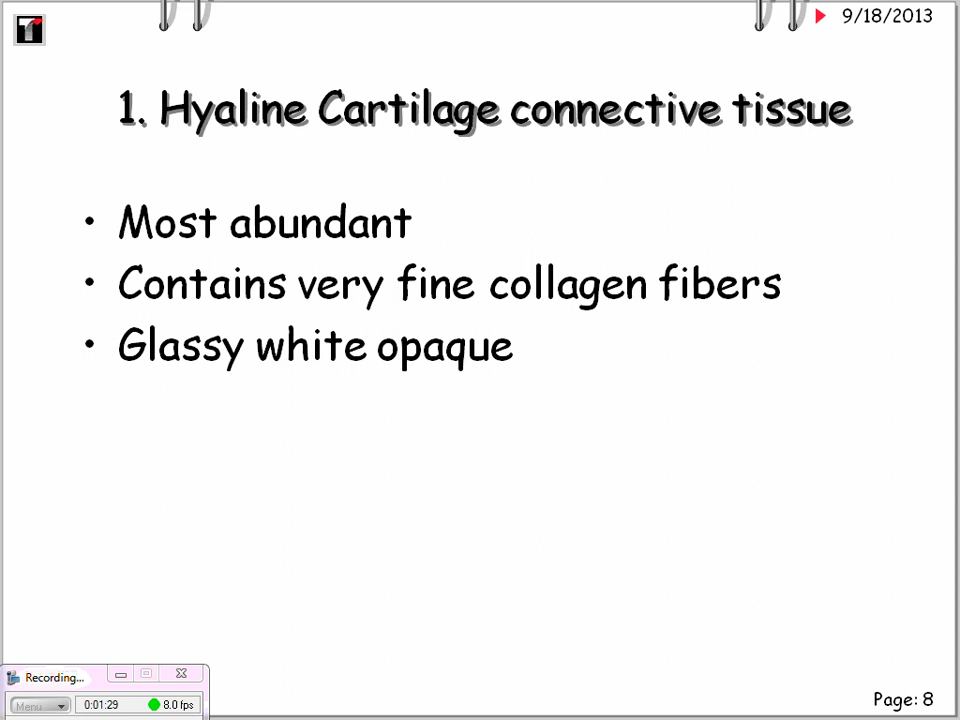 9/18/2013
1. Hyaline Cartilage connective tissue
• Most abundant
• Contains very fine collagen fibers
• Glassy white opaque
Recording...
Menu
0:01:29
8.0 fps
Page: 8